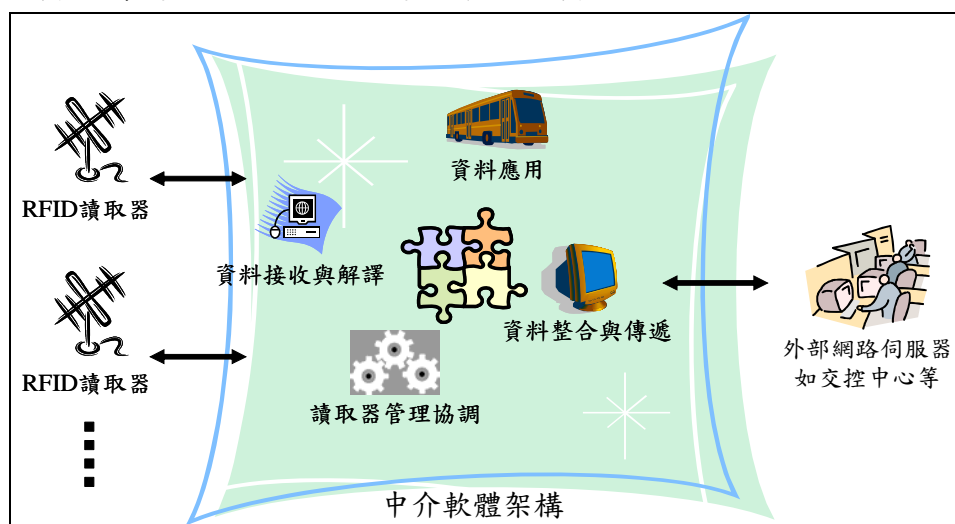 資料應用
RFID讀取器
資料接收與解譯
資料整合與傳遞
外部網路伺服器
如交控中心等
RFID讀取器
讀取器管理協調
中介軟體架構